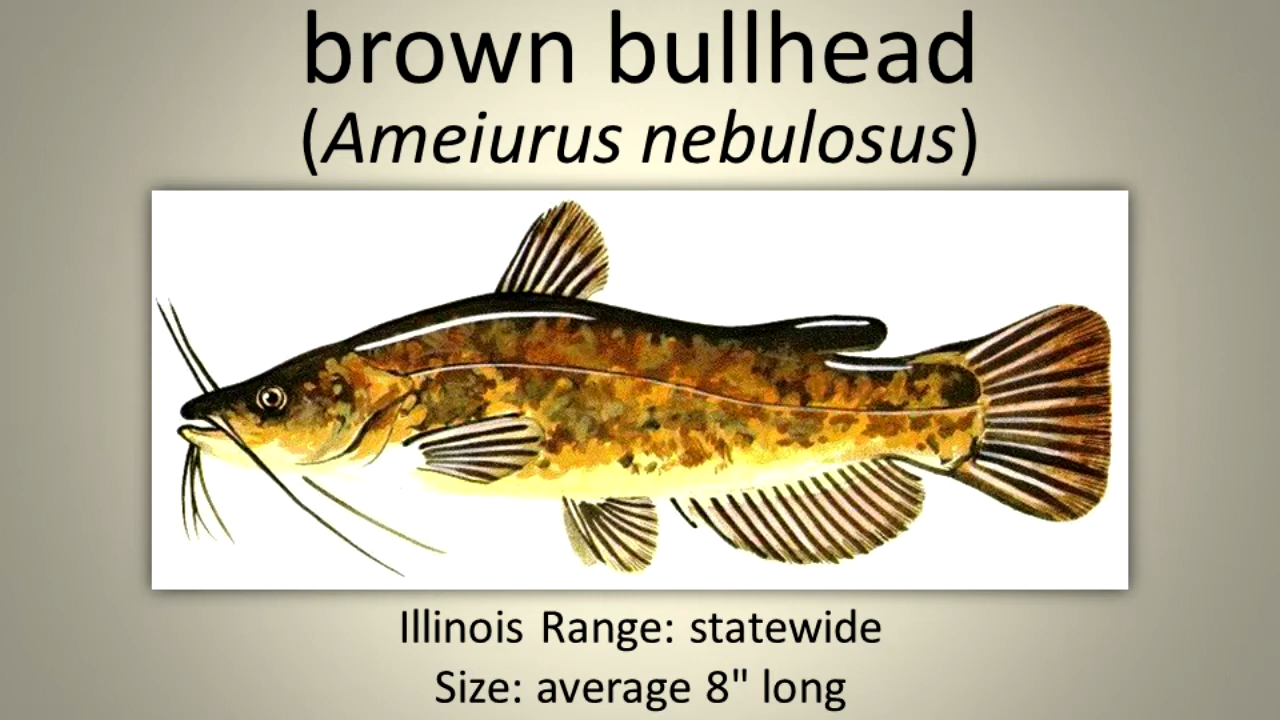 brown bullhead
(Ameiurus nebulosus)
Illinois Range: statewide
Size: average 8" long